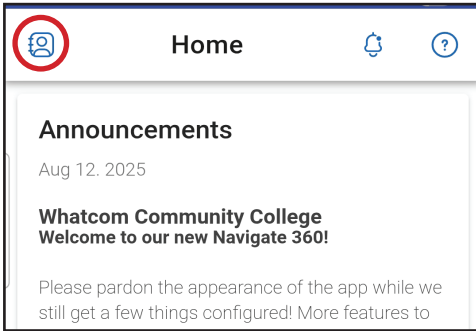 Home
?
Announcements
Aug 12. 2025
Whatcom Community College
Welcome to our new Navigate 360!
Please pardon the appearance of the app while we
still get a few things configured! More features to